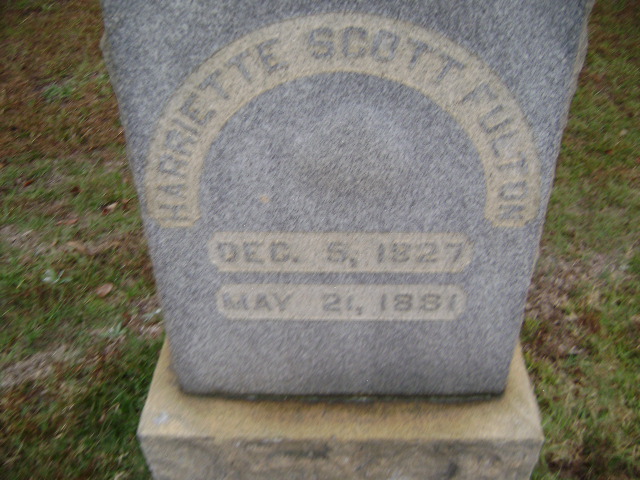 HARRIETTE SCOTT FULTON
DEC. 5, 1827
MAY 21, 1881